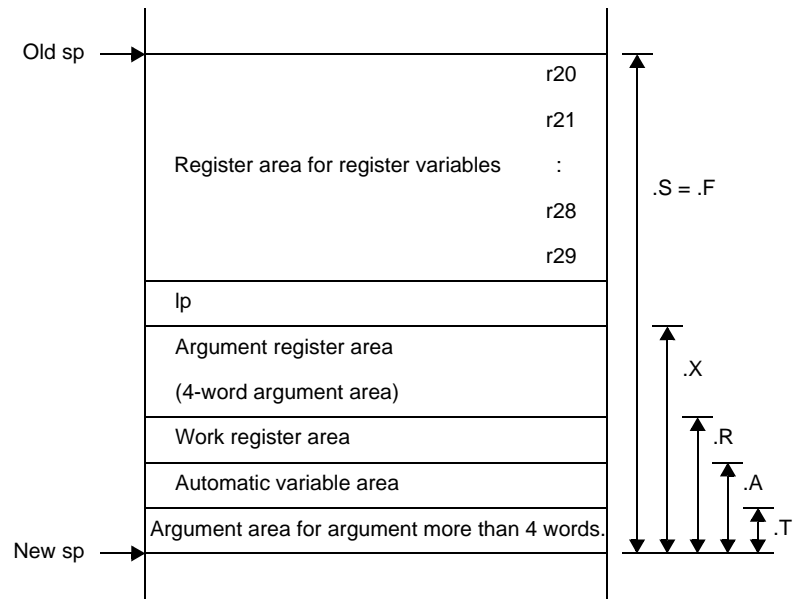 Old sp
r20
r21
Register area for register variables :
.S = .F
r28
r29
lp
Argument register area
.X
(4-word argument area)
Work register area
.R
Automatic variable area
.A
Argument area for argument more than 4 words.
.T
New sp